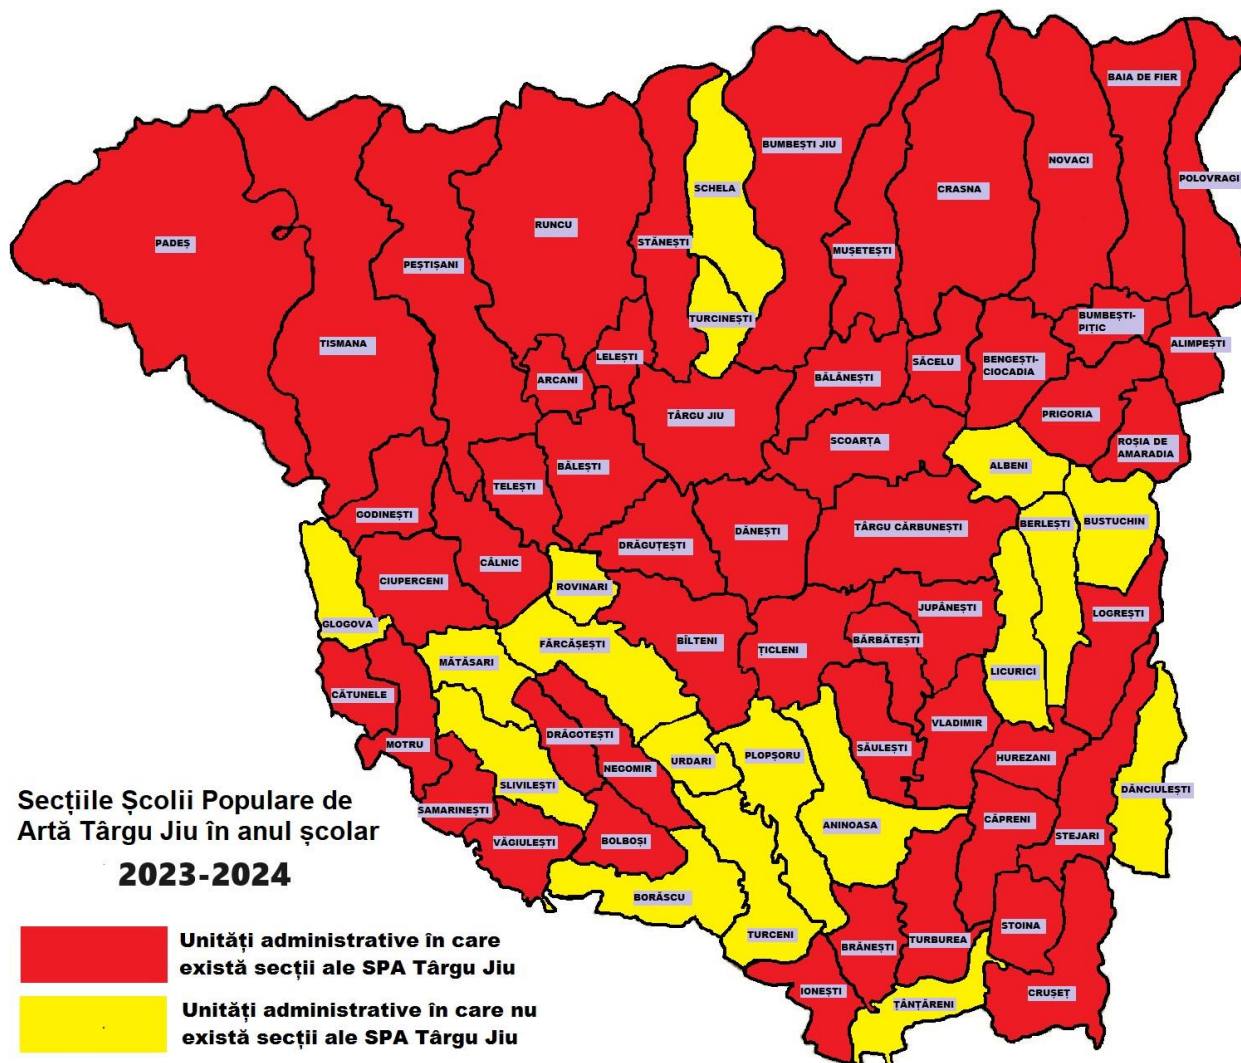 BAIA DE FIER
BUMBEȘTI JIU
NOVACI
POLOVRAGI
SCHELA
CRASNA
RUNCU
PADEȘ
STĂNEȘTI
MUȘETEȘTI
PEȘTIȘANI
TURCINEȘTI
BUMBEȘTI-
PIȚIC
TISMANA
ALIMPEȘTI
LELEȘTI
SĂCELU
BENGEȘTI-
CIOCADIA
ARCANI
BĂLĂNEȘTI
TÂRGU JIU
PRIGORIA
SCOARȚA
ROȘIA DE
AMARADIA
BĂLEȘTI
ALBENI
TELEȘTI
GODINEȘTI
DĂNEȘTI
TÂRGU CĂRBUNEȘTI
BERLEȘTI
BUSTUCHIN
DRĂGUȚEȘTI
CÂLNIC
CIUPERCENI
ROVINARI
JUPÂNEȘTI
LOGREȘTI
GLOGOVA
FĂRCĂȘEȘTI
BÎLTENI
ȚICLENI
BĂRBĂTEȘTI
MĂTĂSARI
LICURICI
CĂTUNELE
VLADIMIR
DRĂGOTEȘTI
MOTRU
SĂULEȘTI
PLOPȘORU
HUREZANI
URDARI
NEGOMIR
SLIVILEȘTI
DĂNCIULEȘTI
Secțiile Școlii Populare de
Artă Târgu Jiu în anul școlar
2023-2024
SAMARINEȘTI
ANINOASA
CĂPRENI
STEJARI
VĂGIULEȘTI
BOLBOȘI
BORĂSCU
STOINA
TURCENI
BRĂNEȘTI
TURBUREA
IONEȘTI
ȚÂNȚĂRENI
CRUȘEȚ
Unități administrative în care
există secții ale SPA Târgu Jiu
Unități administrative în care nu
există secții ale SPA Târgu Jiu